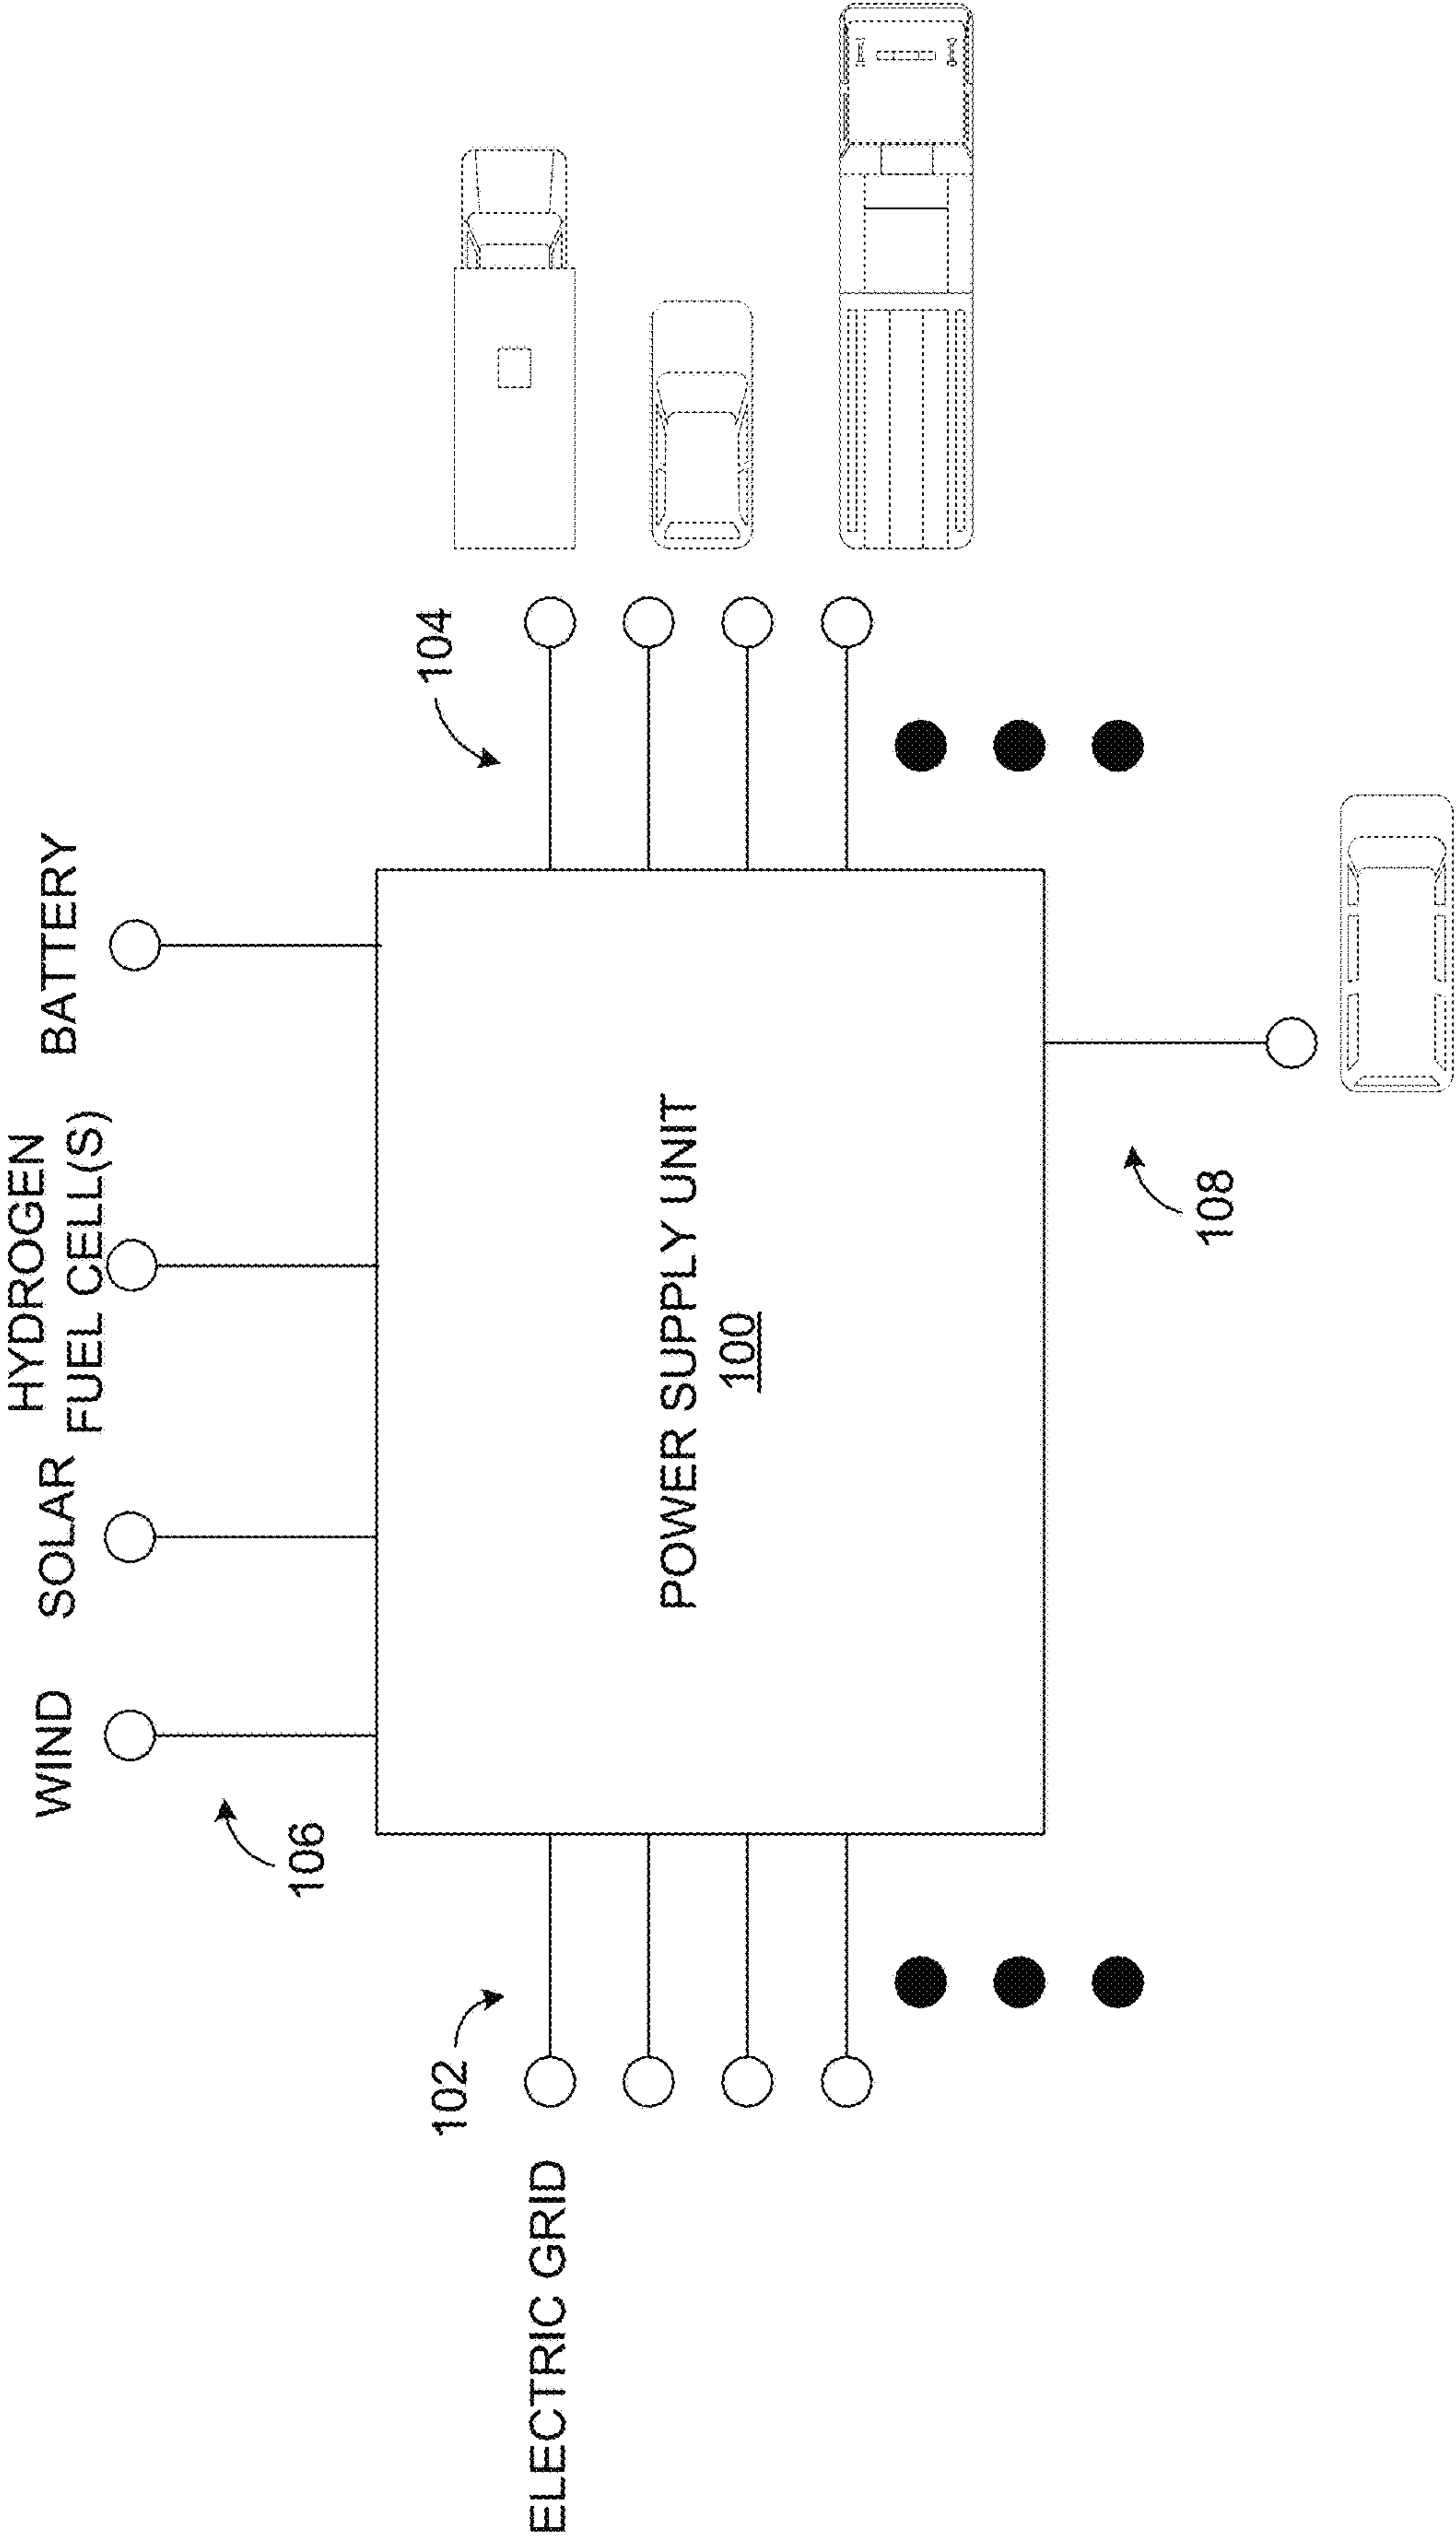 WIND
SOLAR
HYDROGEN
FUEL CELL(S)
BATTERY
106
102
104
ELECTRIC GRID
POWER SUPPLY UNIT
100
108